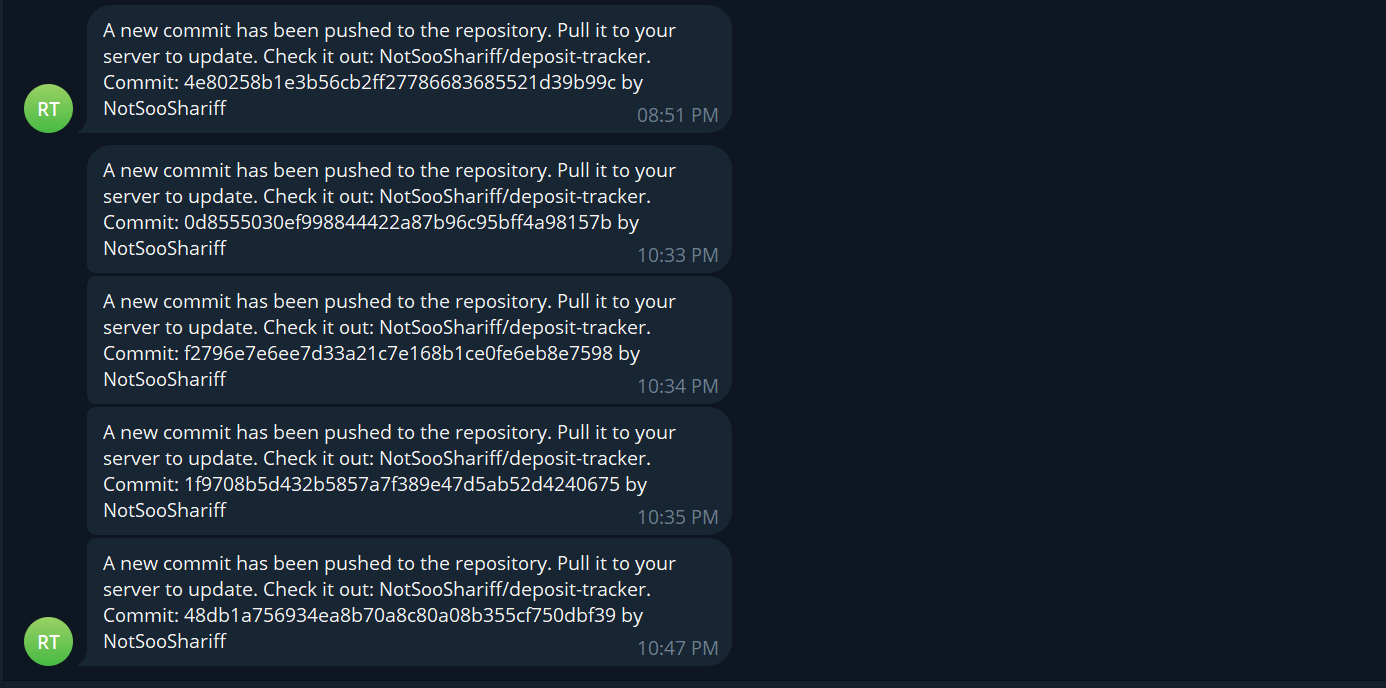 A new commit has been pushed to the repository. Pull it to your
server to update. Check it out: NotSooShariff/deposit-tracker.
Commit: 4e80258b1e3b56cb2ff27786683685521d39b99c by
NotSooShariff
08:51 PM
RT
A new commit has been pushed to the repository. Pull it to your
server to update. Check it out: NotSooShariff/deposit-tracker.
Commit: 0d8555030ef998844422a87b96c95bff4a98157b by
NotSooShariff
10:33 PM
A new commit has been pushed to the repository. Pull it to your
server to update. Check it out: NotSooShariff/deposit-tracker.
Commit: f2796e7e6ee7d33a21c7e168b1ce0fe6eb8e7598 by
NotSooShariff
10:34 PM
A new commit has been pushed to the repository. Pull it to your
server to update. Check it out: NotSooShariff/deposit-tracker.
Commit: 1f9708b5d432b5857a7f389e47d5ab52d4240675 by
NotSooShariff
10:35 PM
A new commit has been pushed to the repository. Pull it to your
server to update. Check it out: NotSooShariff/deposit-tracker.
Commit: 48db1a756934ea8b70a8c80a08b355cf750dbf39 by
NotSooShariff
10:47 PM
RT